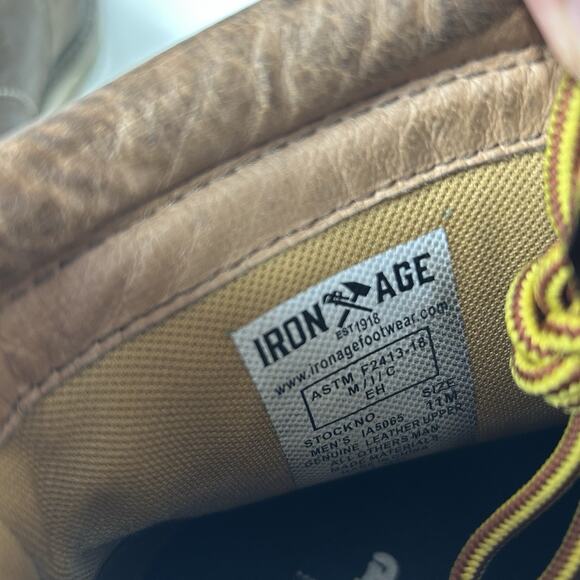 IRON AGE
EST 1918
www.ironagefootwear.com
ASTM F2413-18
M / I / C
EH
STOCKNO. SIZE
MEN'S IA5065 11M
GENUINE LEATHER UPPER
ALL OTHERS MAN
MADE MATERIALS